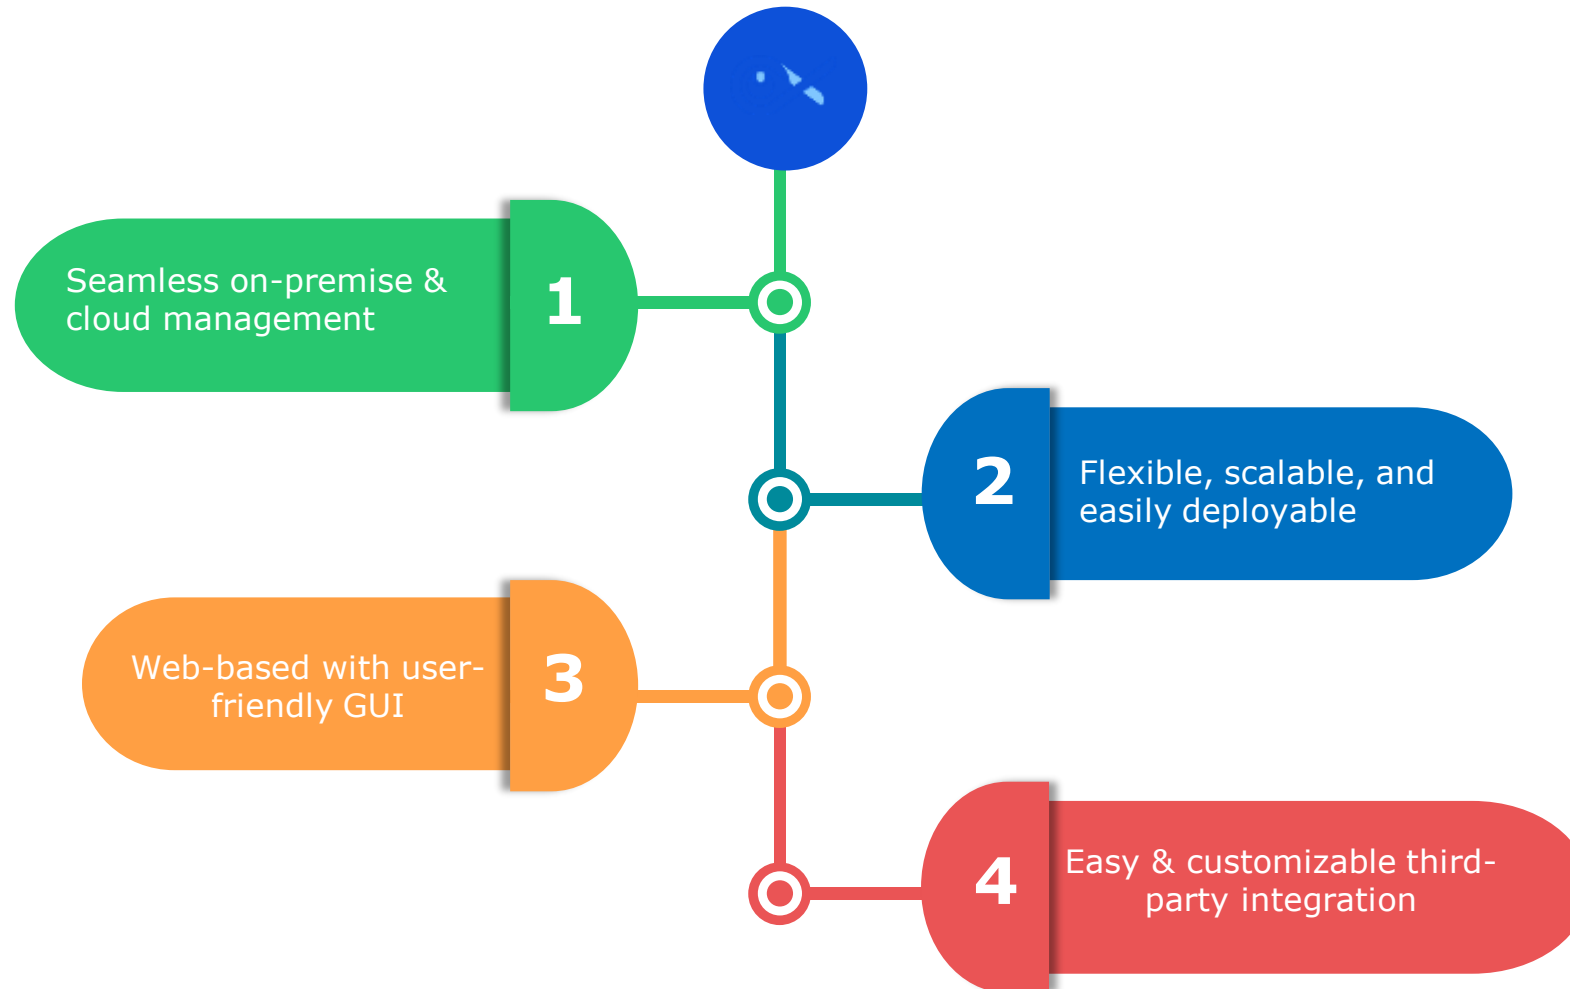 Seamless on-premise &
cloud management
1
2
Flexible, scalable, and
easily deployable
Web-based with user-
friendly GUI
3
4
Easy & customizable third-
party integration